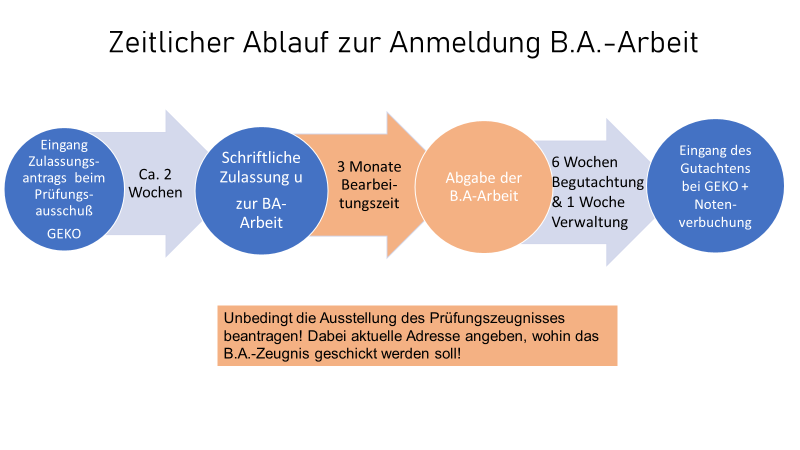 Zeitlicher Ablauf zur Anmeldung B.A.-Arbeit
Eingang
Zulassungs-
antrags beim
Prüfungs-
ausschuß
GEKO
Ca. 2
Wochen
Schriftliche
Zulassung u
zur BA-
Arbeit
3 Monate
Bearbei-
tungszeit
Abgabe der
B.A-Arbeit
6 Wochen
Begutachtung
& 1 Woche
Verwaltung
Eingang des
Gutachtens
bei GEKO +
Noten-
verbuchung
Unbedingt die Ausstellung des Prüfungszeugnisses
beantragen! Dabei aktuelle Adresse angeben, wohin das
B.A.-Zeugnis geschickt werden soll!